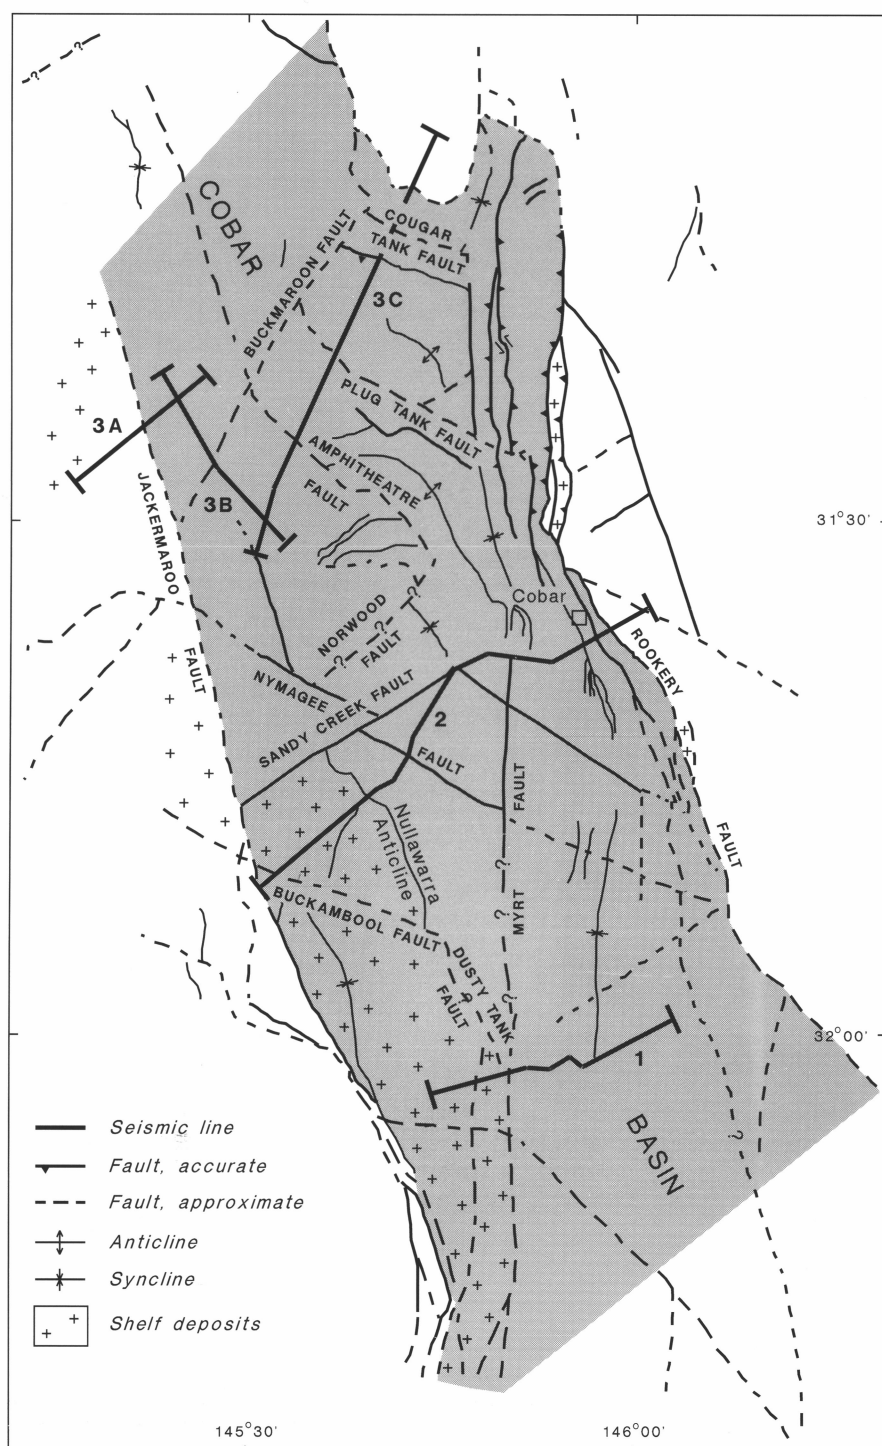 COBAR
COUGAR
TANK FAULT
BUCKMAROON FAULT
3C
PLUG TANK FAULT
3A
AMPHITHEATRE
FAULT
3B
JACKERMAROO
FAULT
31°30'
Cobar
NORWOOD
FAULT
ROOKERY
FAULT
NYMAGEE
FAULT
SANDY CREEK FAULT
2
MYRT FAULT
Nullawarra
Anticline
BUCKAMBOOL FAULT
DUSTY TANK
FAULT
32°00'
1
BASIN
Seismic line
Fault, accurate
Fault, approximate
Anticline
Syncline
Shelf deposits
145°30'
146°00'